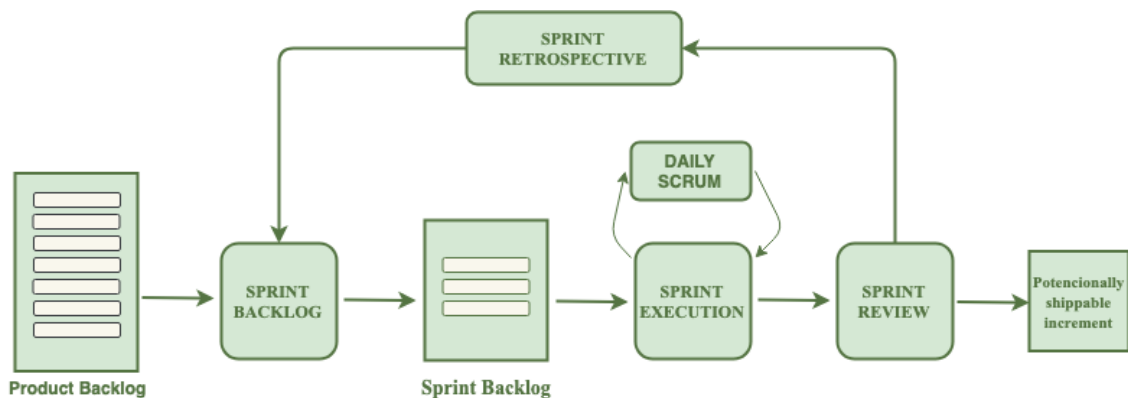 SPRINT
RETROSPECTIVE
DAILY
SCRUM
SPRINT
BACKLOG
SPRINT
EXECUTION
SPRINT
REVIEW
Potencionally
shippable
increment
Product Backlog
Sprint Backlog